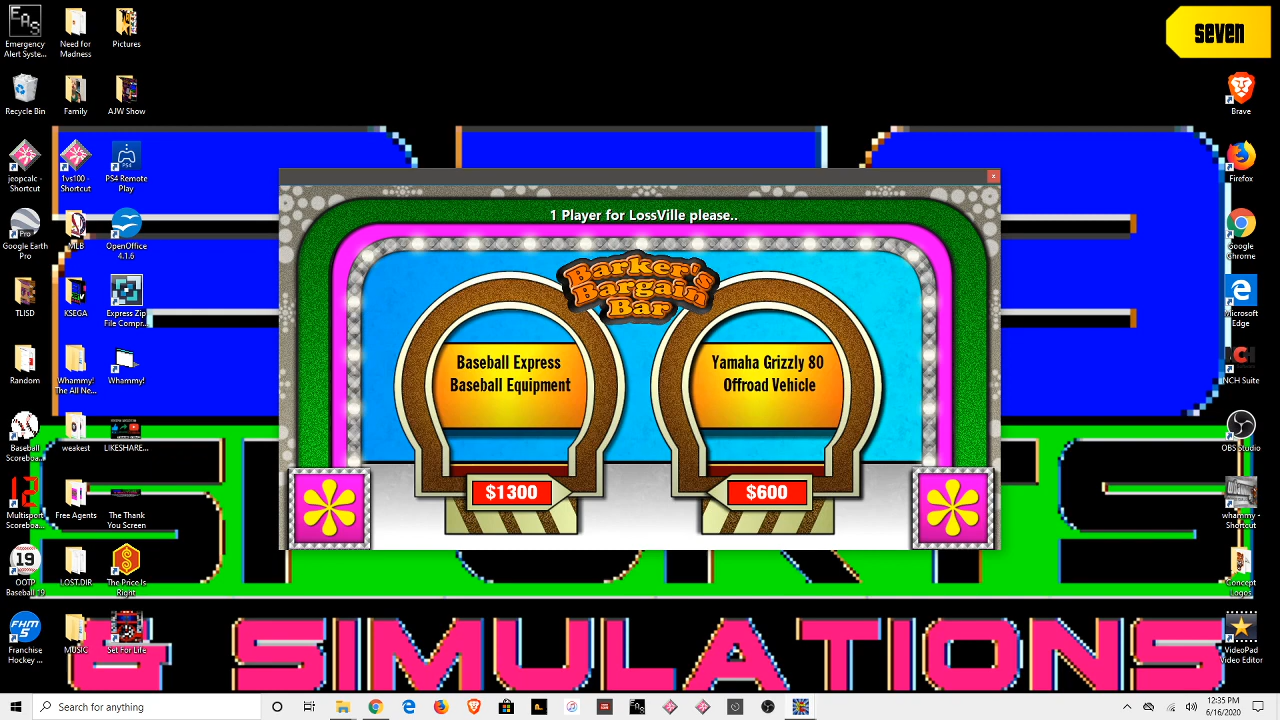 seven
Emergency
Alert Syste...
Need for
Madness
Pictures
Recycle Bin
Family
AJW Show
Brave
jeopcalc -
Shortcut
1vs100 -
Shortcut
PS4 Remote
Play
Firefox
Google Earth
Pro
MLB
OpenOffice
4.1.6
Google
Chrome
TLISD
KSEGA
Express Zip
File Compr...
Microsoft
Edge
Random
Whammy!
The All Ne...
Whammy!
NCH Suite
Baseball
Scoreboa...
weakest
LIKESHARE...
OBS Studio
Multisport
Scoreboa...
Free Agents
The Thank
You Screen
whammy -
Shortcut
OOTP
Baseball 19
LOST.DIR
The Price Is
Right
Concept
Logos
Franchise
Hockey ...
MUSIC
Set For Life
VideoPad
Video Editor
1 Player for LossVille please..
Barker's
Bargain
Bar
Baseball Express
Baseball Equipment
Yamaha Grizzly 80
Offroad Vehicle
$1300
$600
& SIMULATIONS
Search for anything
12:35 PM
6/16/2020